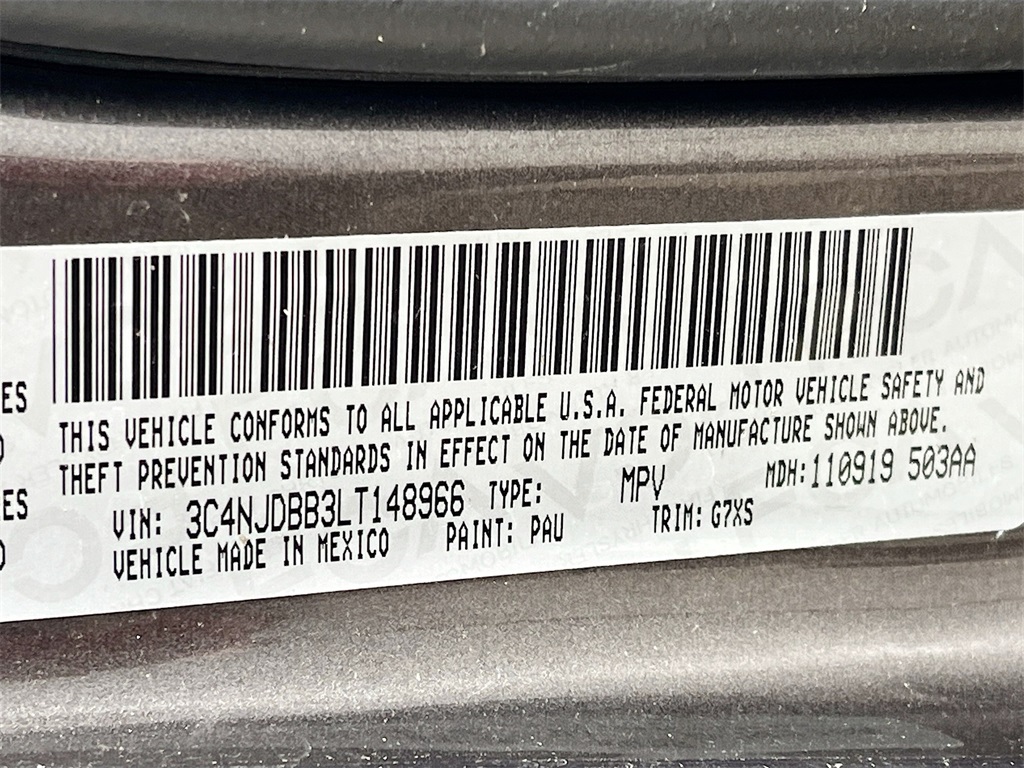 ES
ES
THIS VEHICLE CONFORMS TO ALL APPLICABLE U.S.A. FEDERAL MOTOR VEHICLE SAFETY AND
THEFT PREVENTION STANDARDS IN EFFECT ON THE DATE OF MANUFACTURE SHOWN ABOVE.
VIN: 3C4NJDBB3LT148966 TYPE: MPV MDH:110919 503AA
VEHICLE MADE IN MEXICO PAINT: PAU TRIM: G7XS